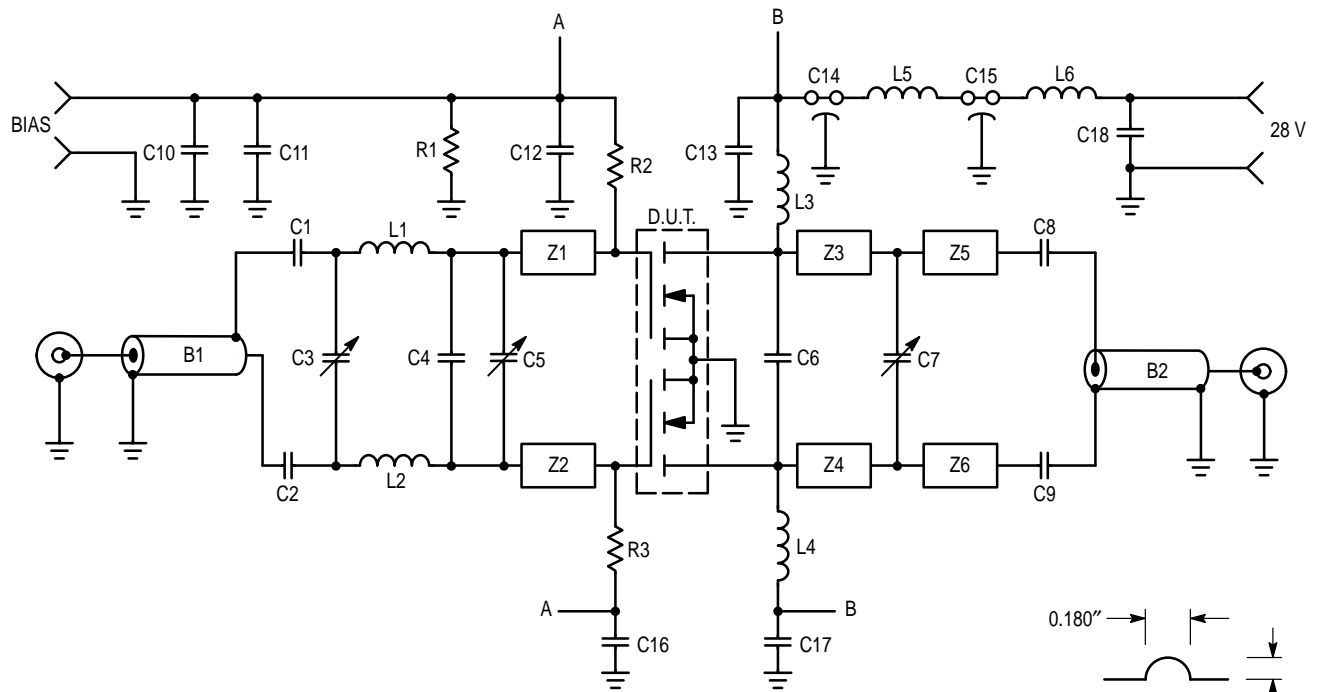 A
B
C14
L5
C15
L6
BIAS
C10
C11
R1
C12
R2
C13
C18
28 V
L3
D.U.T.
C1
L1
Z1
Z3
Z5
C8
B1
C3
C4
C5
C6
C7
B2
C2
L2
Z2
Z4
Z6
C9
R3
L4
A
B
C16
C17
0.180″